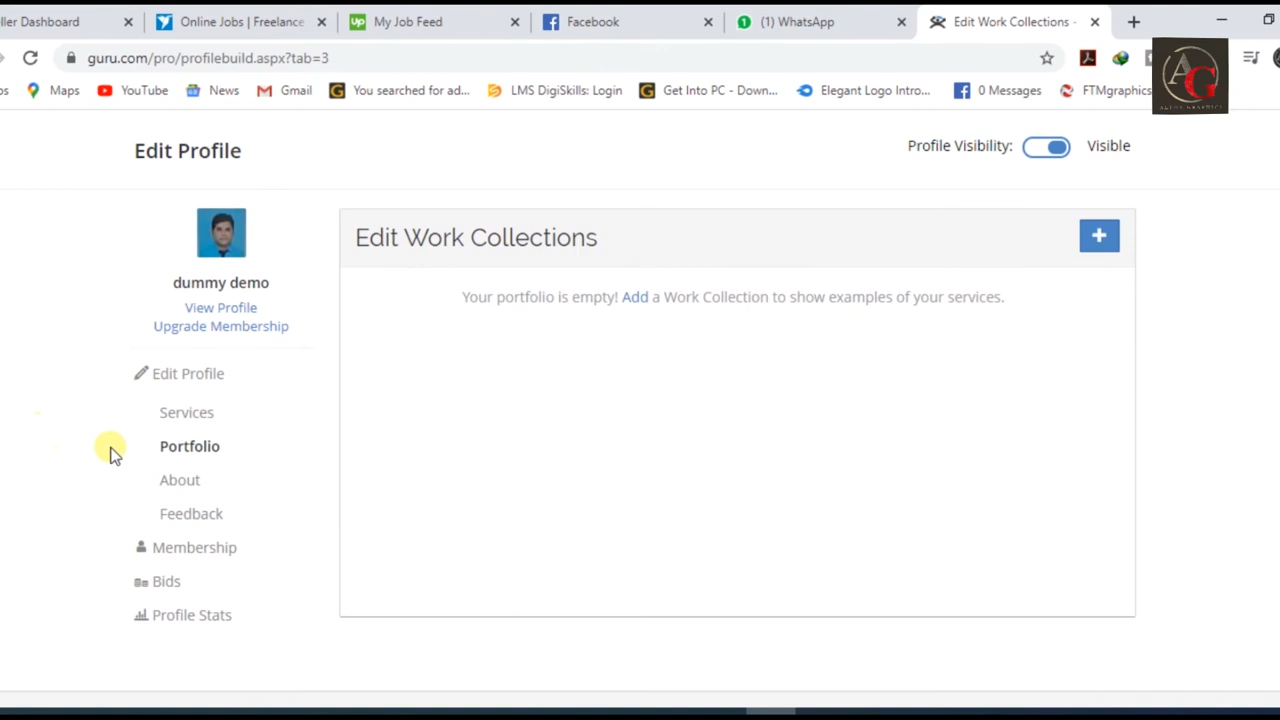 ller Dashboard
Online Jobs | Freelance
Up My Job Feed
Facebook
(1) WhatsApp
Edit Work Collections -
guru.com/pro/profilebuild.aspx?tab=3
ps
Maps
YouTube
News
Gmail
You searched for ad...
LMS DigiSkills: Login
Get Into PC - Down...
Elegant Logo Intro...
0 Messages
FTMgraphics
AG
Edit Profile
Profile Visibility:
Visible
Edit Work Collections
dummy demo
View Profile
Upgrade Membership
Your portfolio is empty! Add a Work Collection to show examples of your services.
Edit Profile
Services
Portfolio
About
Feedback
Membership
Bids
Profile Stats